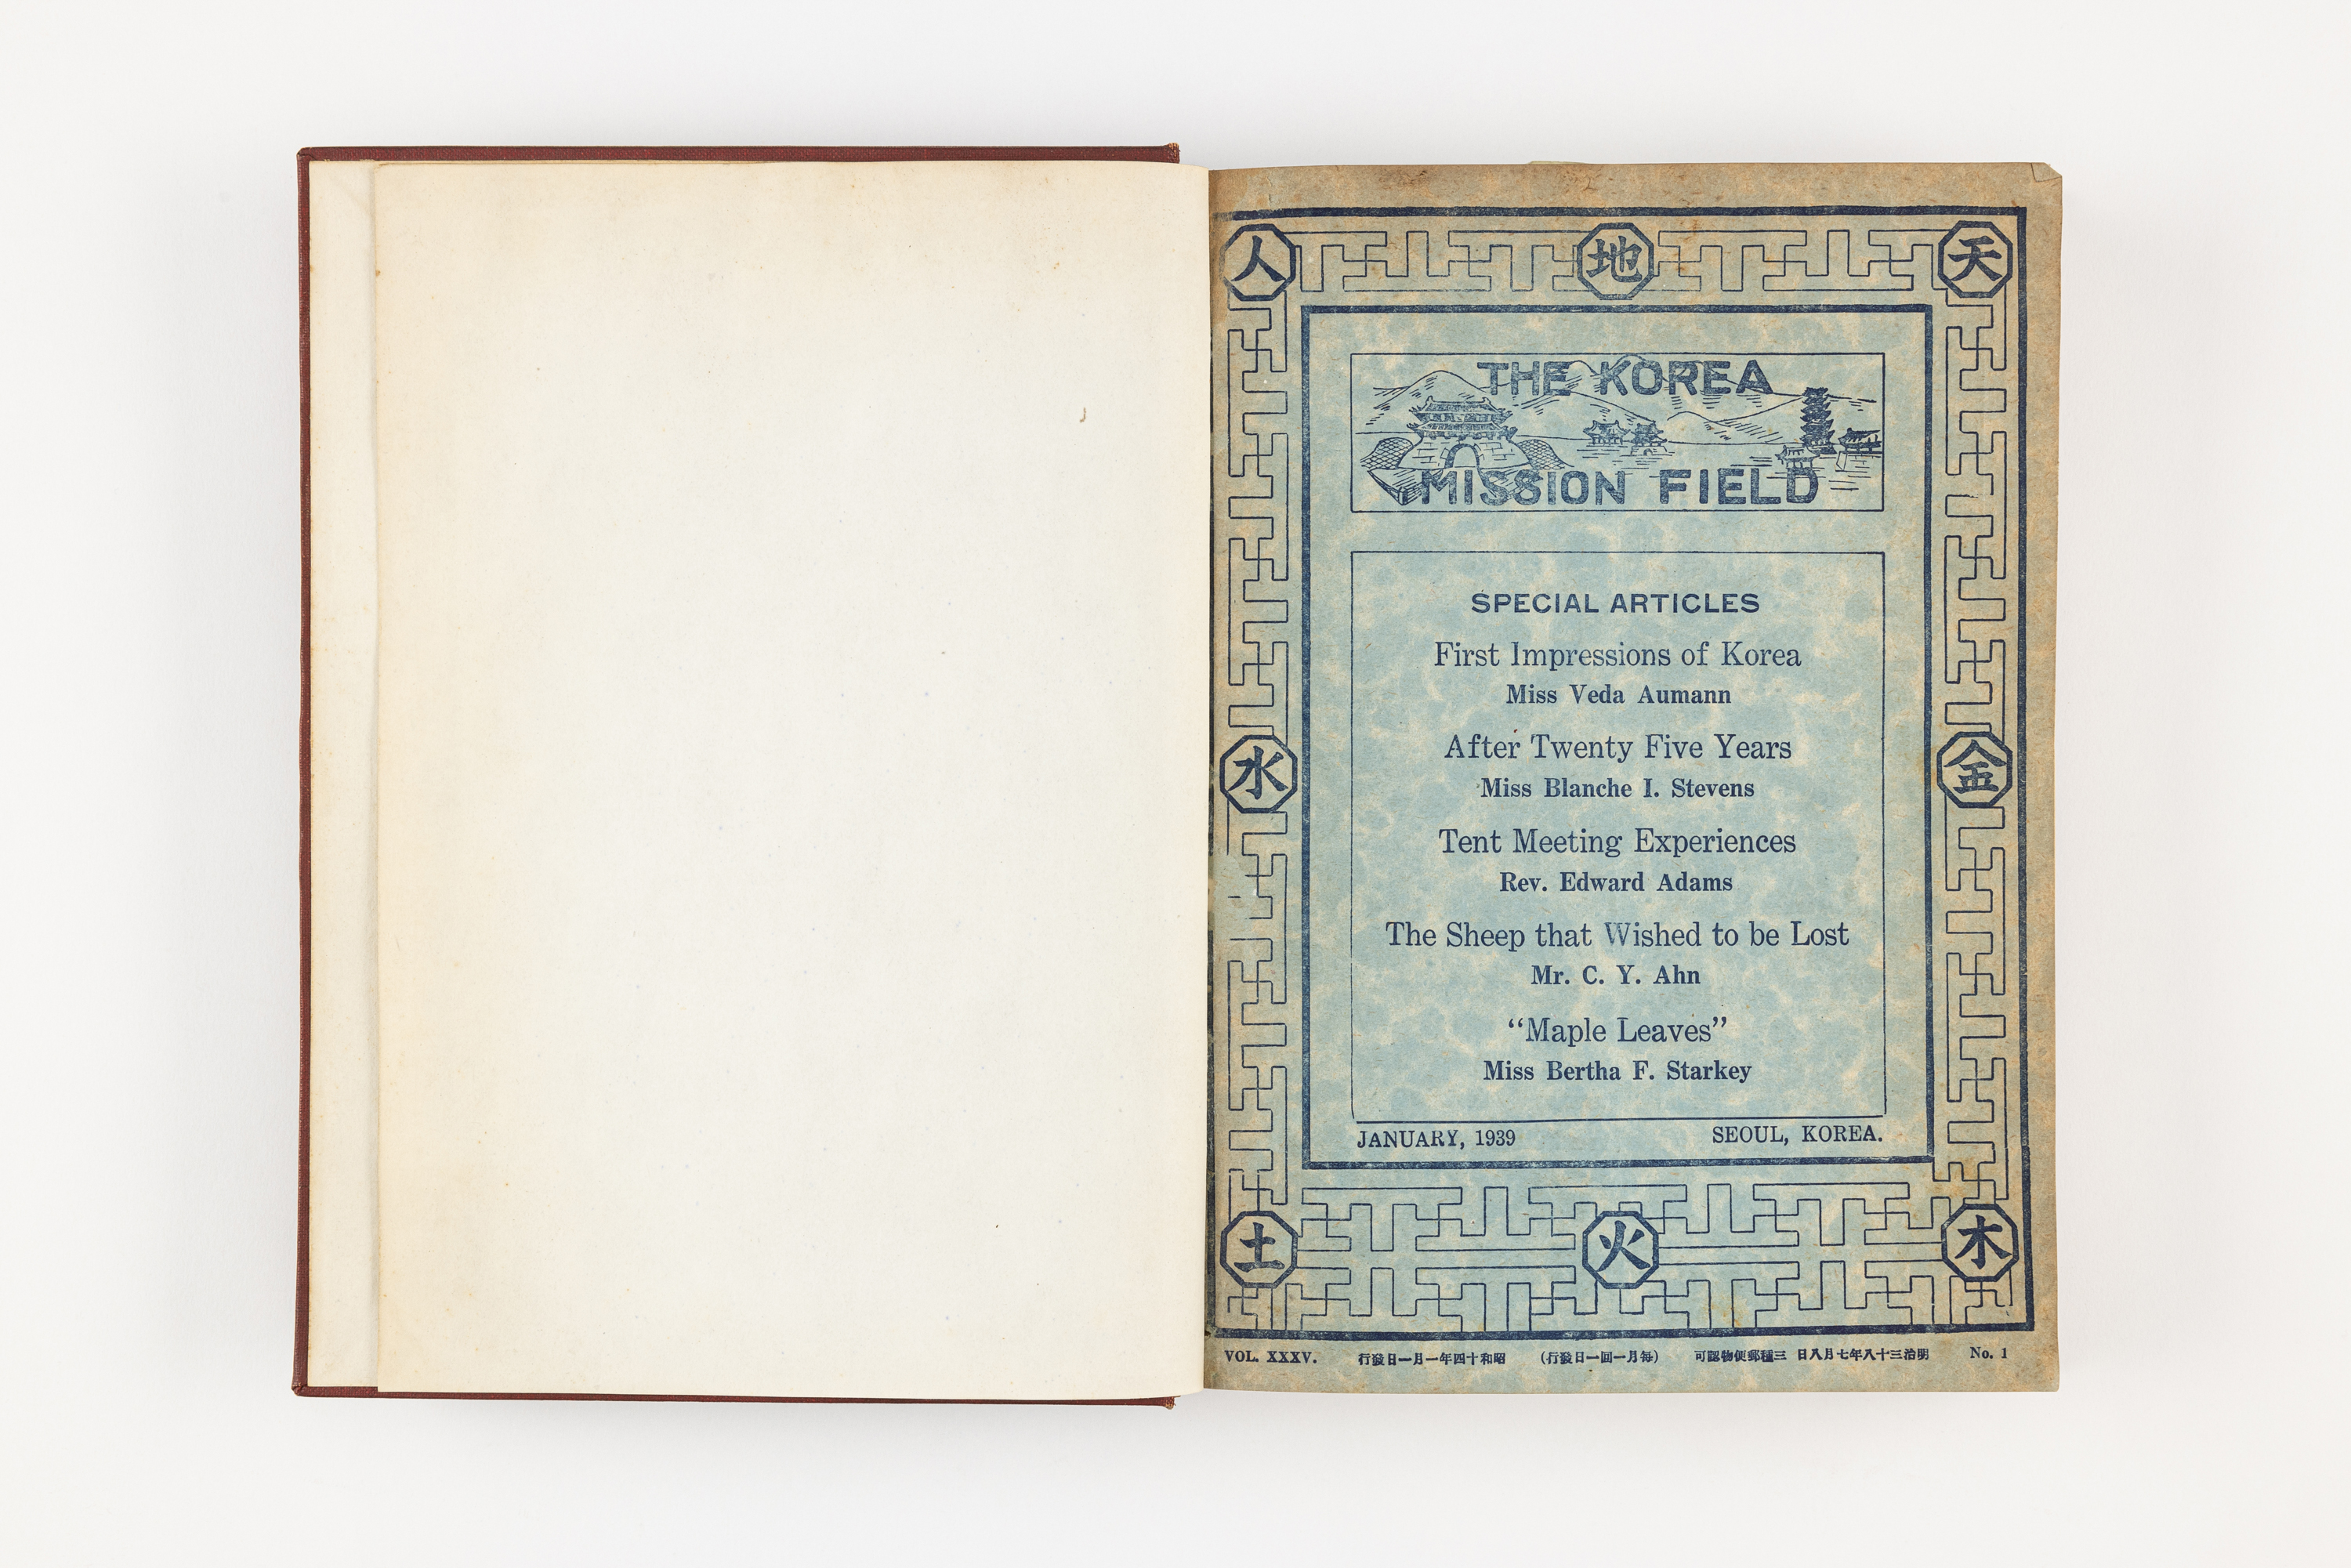 天 地 人
THE KOREA
MISSION FIELD
SPECIAL ARTICLES
First Impressions of Korea
Miss Veda Aumann
After Twenty Five Years
Miss Blanche I. Stevens
水
金
Tent Meeting Experiences
Rev. Edward Adams
The Sheep that Wished to be Lost
Mr. C. Y. Ahn
“Maple Leaves”
Miss Bertha F. Starkey
JANUARY, 1939 SEOUL, KOREA.
木 火 土
VOL. XXXV. 昭和十四年一月一日發行 (每月一回一日發行) 明治三十八年七月八日 三種郵便物認可 No. 1